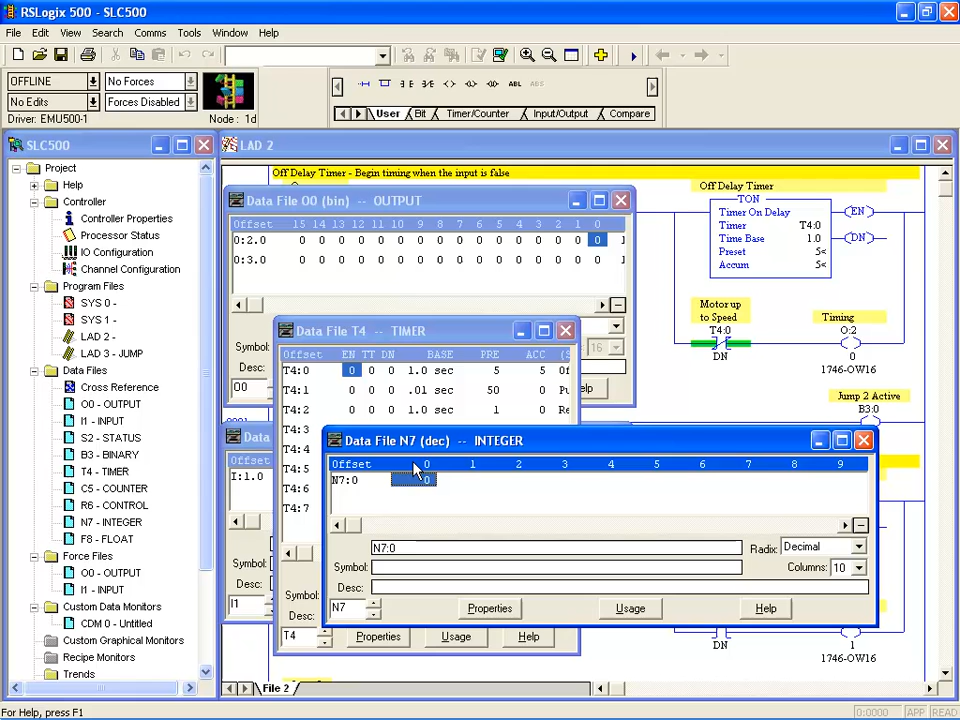 RSLogix 500 - SLC500
File Edit View Search Comms Tools Window Help
OFFLINE No Forces
No Edits Forces Disabled
Driver: EMU500-1 Node : 1d
ABL ABS
User Bit Timer/Counter Input/Output Compare
SLC500
Project
Help
Controller
Controller Properties
Processor Status
IO Configuration
Channel Configuration
Program Files
SYS 0 -
SYS 1 -
LAD 2 -
LAD 3 - JUMP
Data Files
Cross Reference
O0 - OUTPUT
I1 - INPUT
S2 - STATUS
B3 - BINARY
T4 - TIMER
C5 - COUNTER
R6 - CONTROL
N7 - INTEGER
F8 - FLOAT
Force Files
O0 - OUTPUT
I1 - INPUT
Custom Data Monitors
CDM 0 - Untitled
Custom Graphical Monitors
Recipe Monitors
Trends
LAD 2
Off Delay Timer - Begin timing when the input is false
Off Delay Timer
TON
Timer On Delay
Timer T4:0
Time Base 1.0
Preset 5<
Accum 5<
EN
DN
Motor up
to Speed
T4:0
DN
Timing
O:2
0
1746-OW16
Jump 2 Active
B3:0
DN
1
1746-OW16
File 2
Data File O0 (bin) -- OUTPUT
Offset 15 14 13 12 11 10 9 8 7 6 5 4 3 2 1 0
O:2.0 0 0 0 0 0 0 0 0 0 0 0 0 0 0 0 0
O:3.0 0 0 0 0 0 0 0 0 0 0 0 0 0 0 0 0
Symbol:
16
Desc:
O0
Data File T4 -- TIMER
Offset EN TT DN BASE PRE ACC
T4:0 0 0 0 1.0 sec 5 5
T4:1 0 0 0 .01 sec 50 0
T4:2 0 0 0 1.0 sec 1 0
T4:3
T4:4
T4:5
T4:6
T4:7
Symbol:
Desc:
T4 Properties Usage Help
Data
Offset
I:1.0
Symbol:
Desc:
I1
Data File N7 (dec) -- INTEGER
Offset 0 1 2 3 4 5 6 7 8 9
N7:0 0
N7:0 Radix: Decimal
Symbol: Columns: 10
Desc:
N7 Properties Usage Help
For Help, press F1 0:0000 APP READ